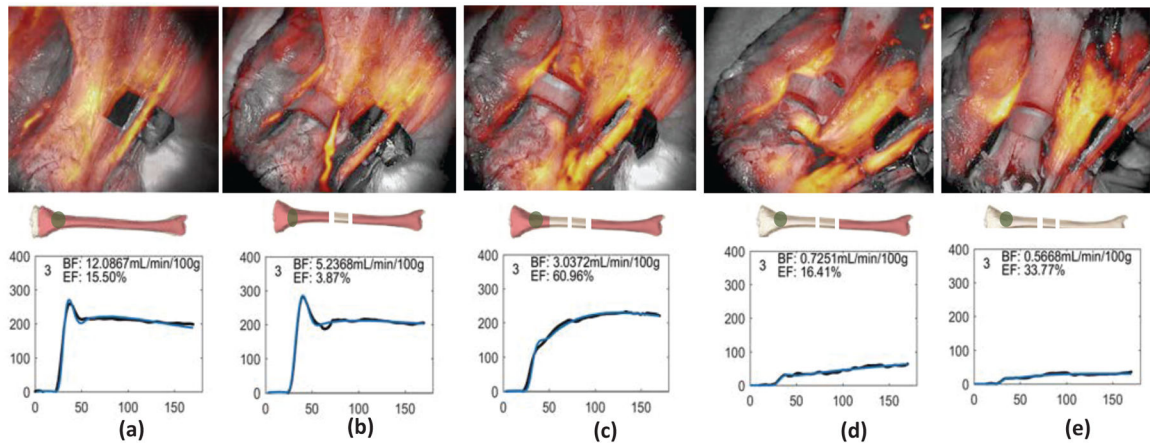 400
300
200
100
0
3
BF: 12.0867mL/min/100g
EF: 15.50%
0 50 100 150
(a)
400
300
200
100
0
3
BF: 5.2368mL/min/100g
EF: 3.87%
0 50 100 150
(b)
400
300
200
100
0
3
BF: 3.0372mL/min/100g
EF: 60.96%
0 50 100 150
(c)
400
300
200
100
0
3
BF: 0.7251mL/min/100g
EF: 16.41%
0 50 100 150
(d)
400
300
200
100
0
3
BF: 0.5668mL/min/100g
EF: 33.77%
0 50 100 150
(e)